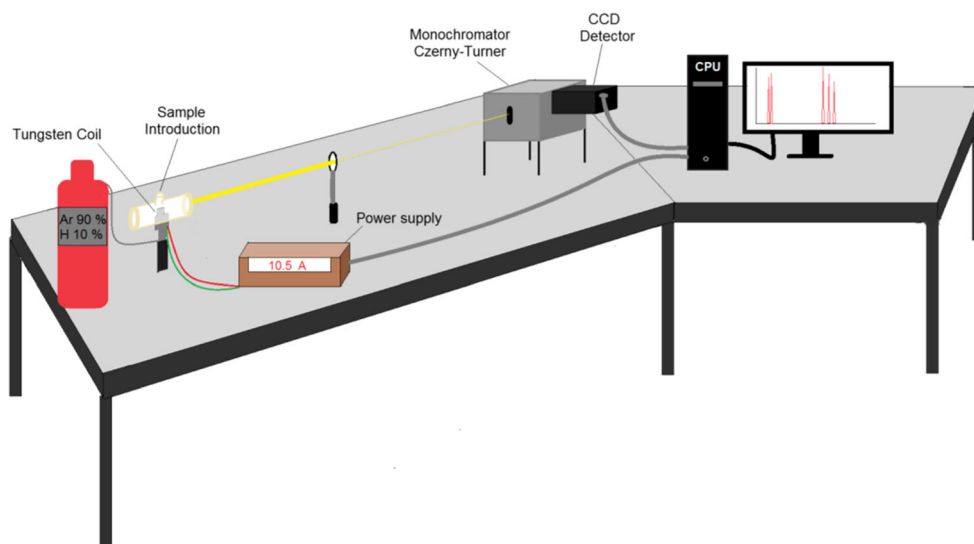 CCD
Detector
Monochromator
Czerny-Turner
CPU
Sample
Introduction
Tungsten Coil
Ar 90 %
H 10 %
Power supply
10.5 A